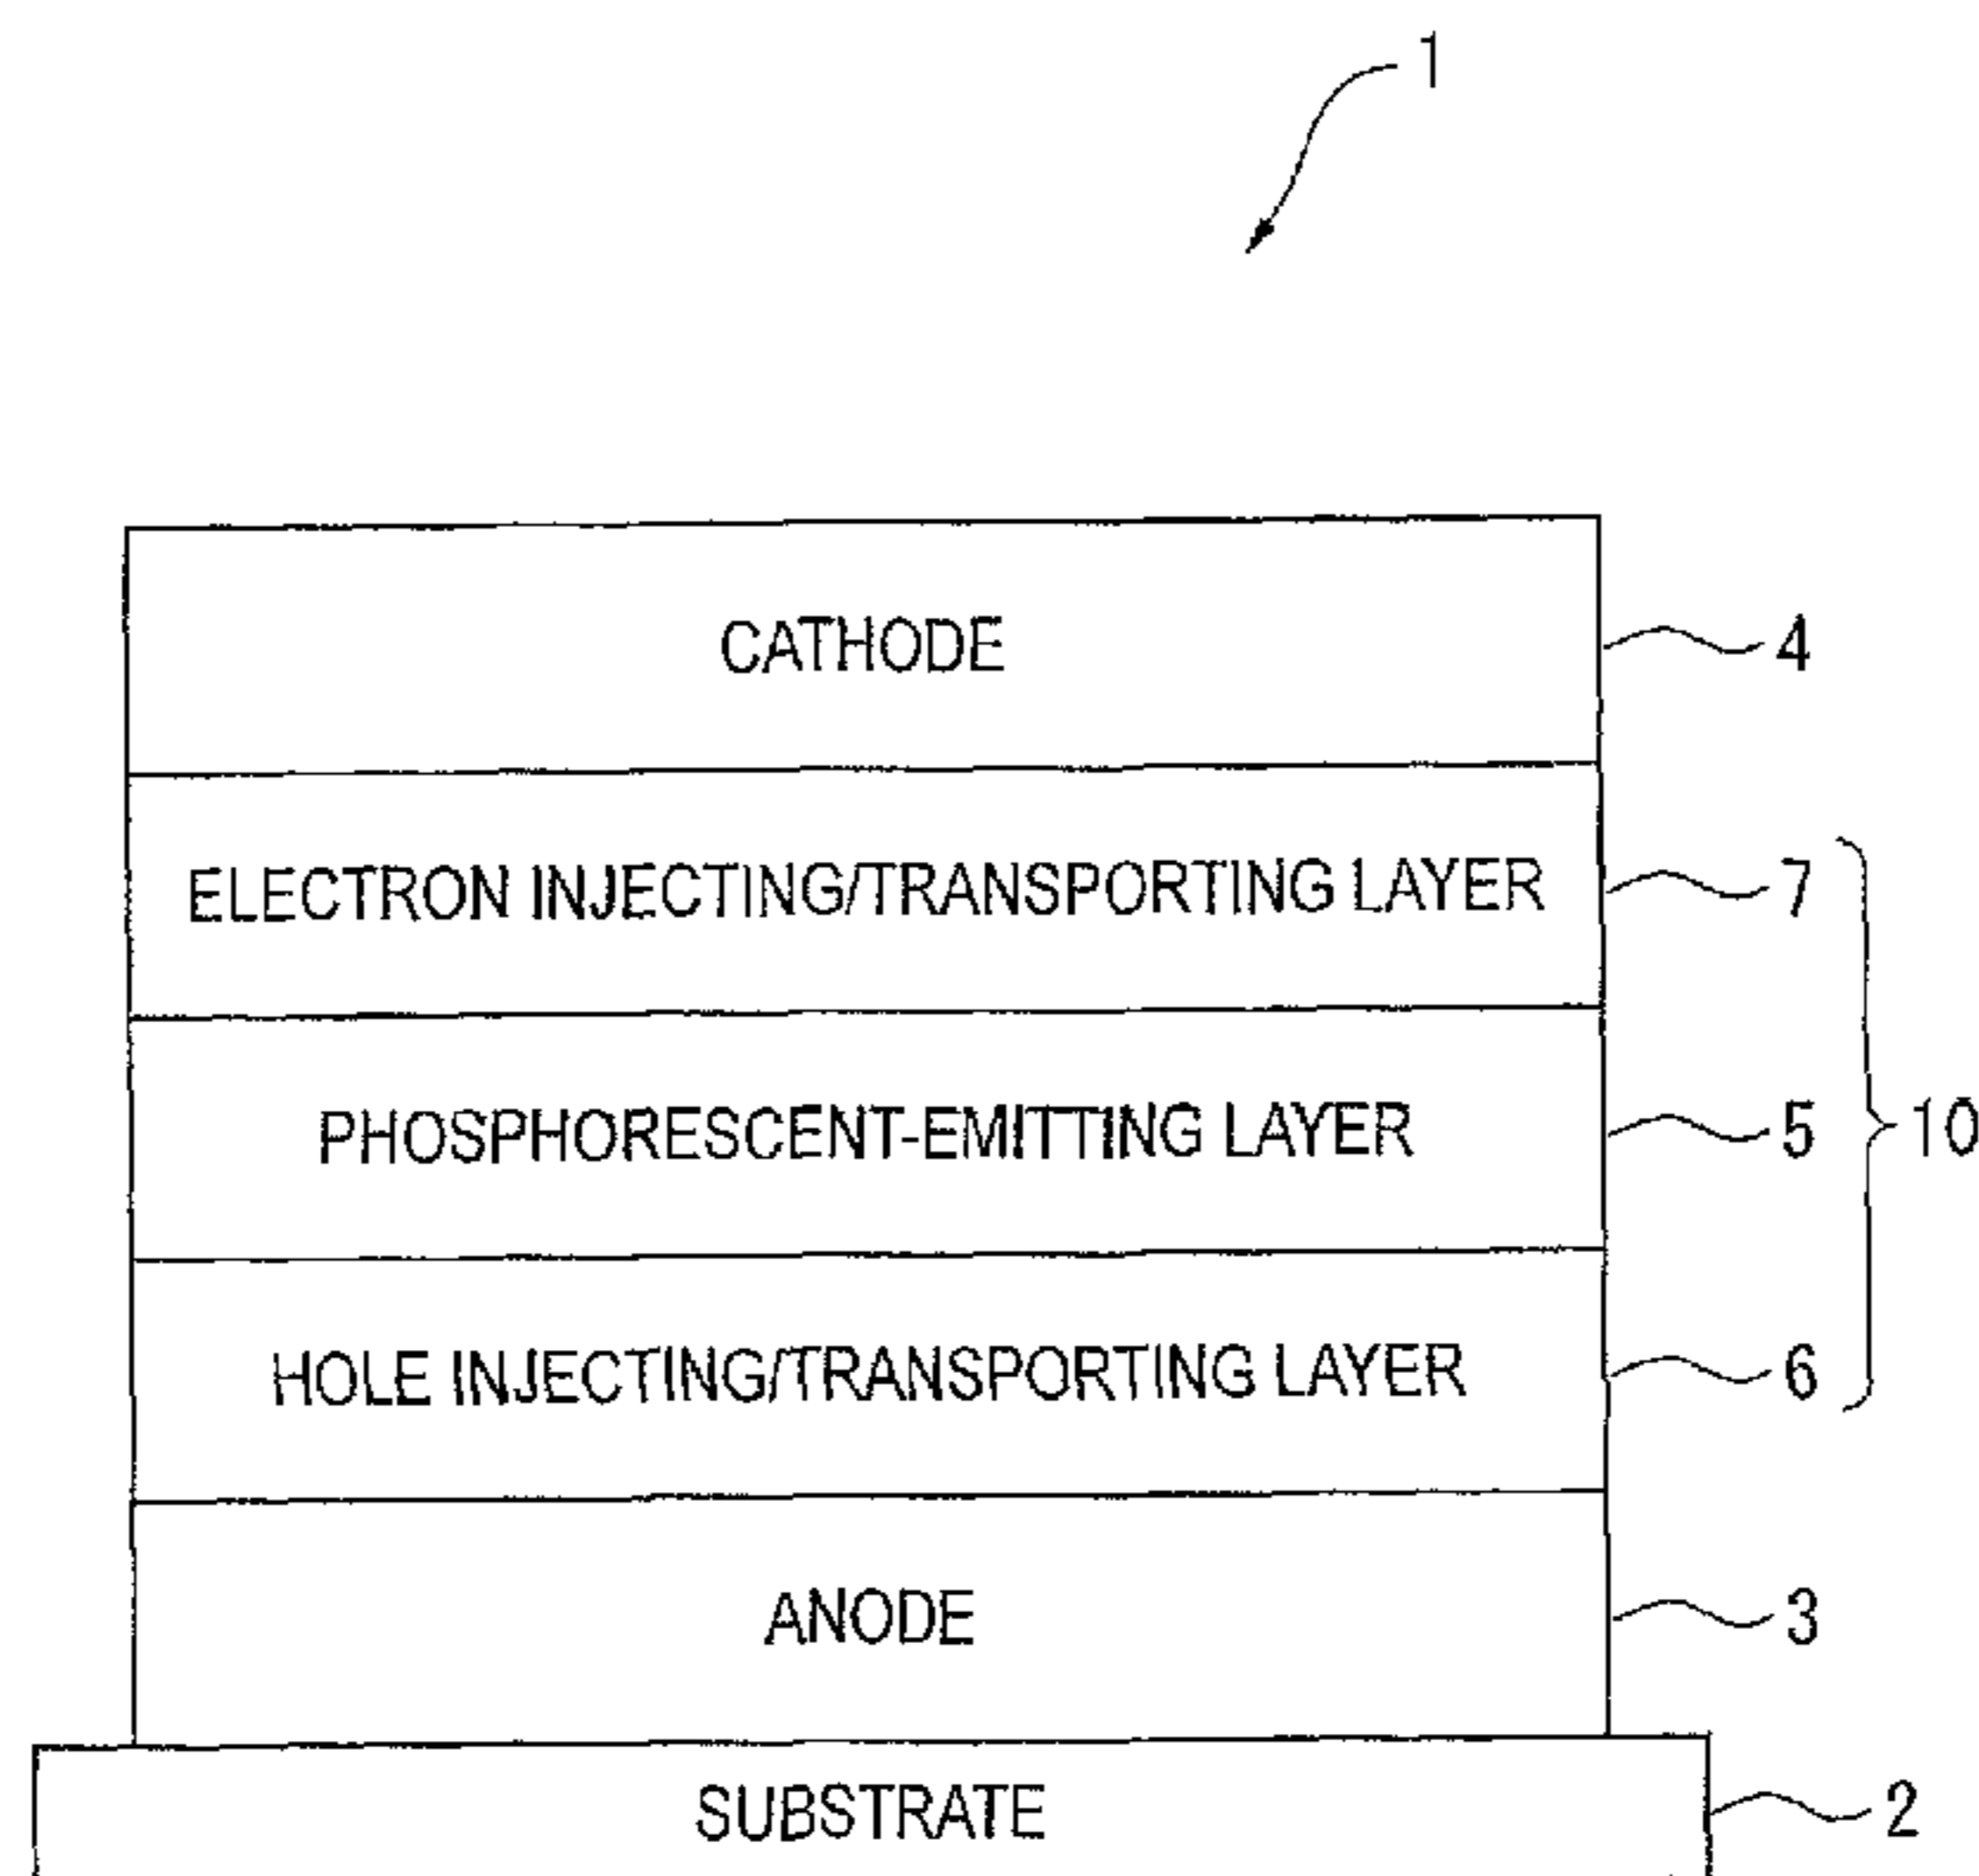 1
CATHODE 4
ELECTRON INJECTING/TRANSPORTING LAYER 7
PHOSPHORESCENT-EMITTING LAYER 5 10
HOLE INJECTING/TRANSPORTING LAYER 6
ANODE 3
SUBSTRATE 2